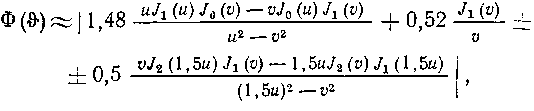 Φ(ϑ) ≈ | 1,48 (uJ₁(u) J₀(v) − vJ₀(u) J₁(v)) / (u² − v²) + 0,52 J₁(v) / v ±
± 0,5 (vJ₂(1,5u) J₁(v) − 1,5uJ₂(v) J₁(1,5u)) / ((1,5u)² − v²) |,